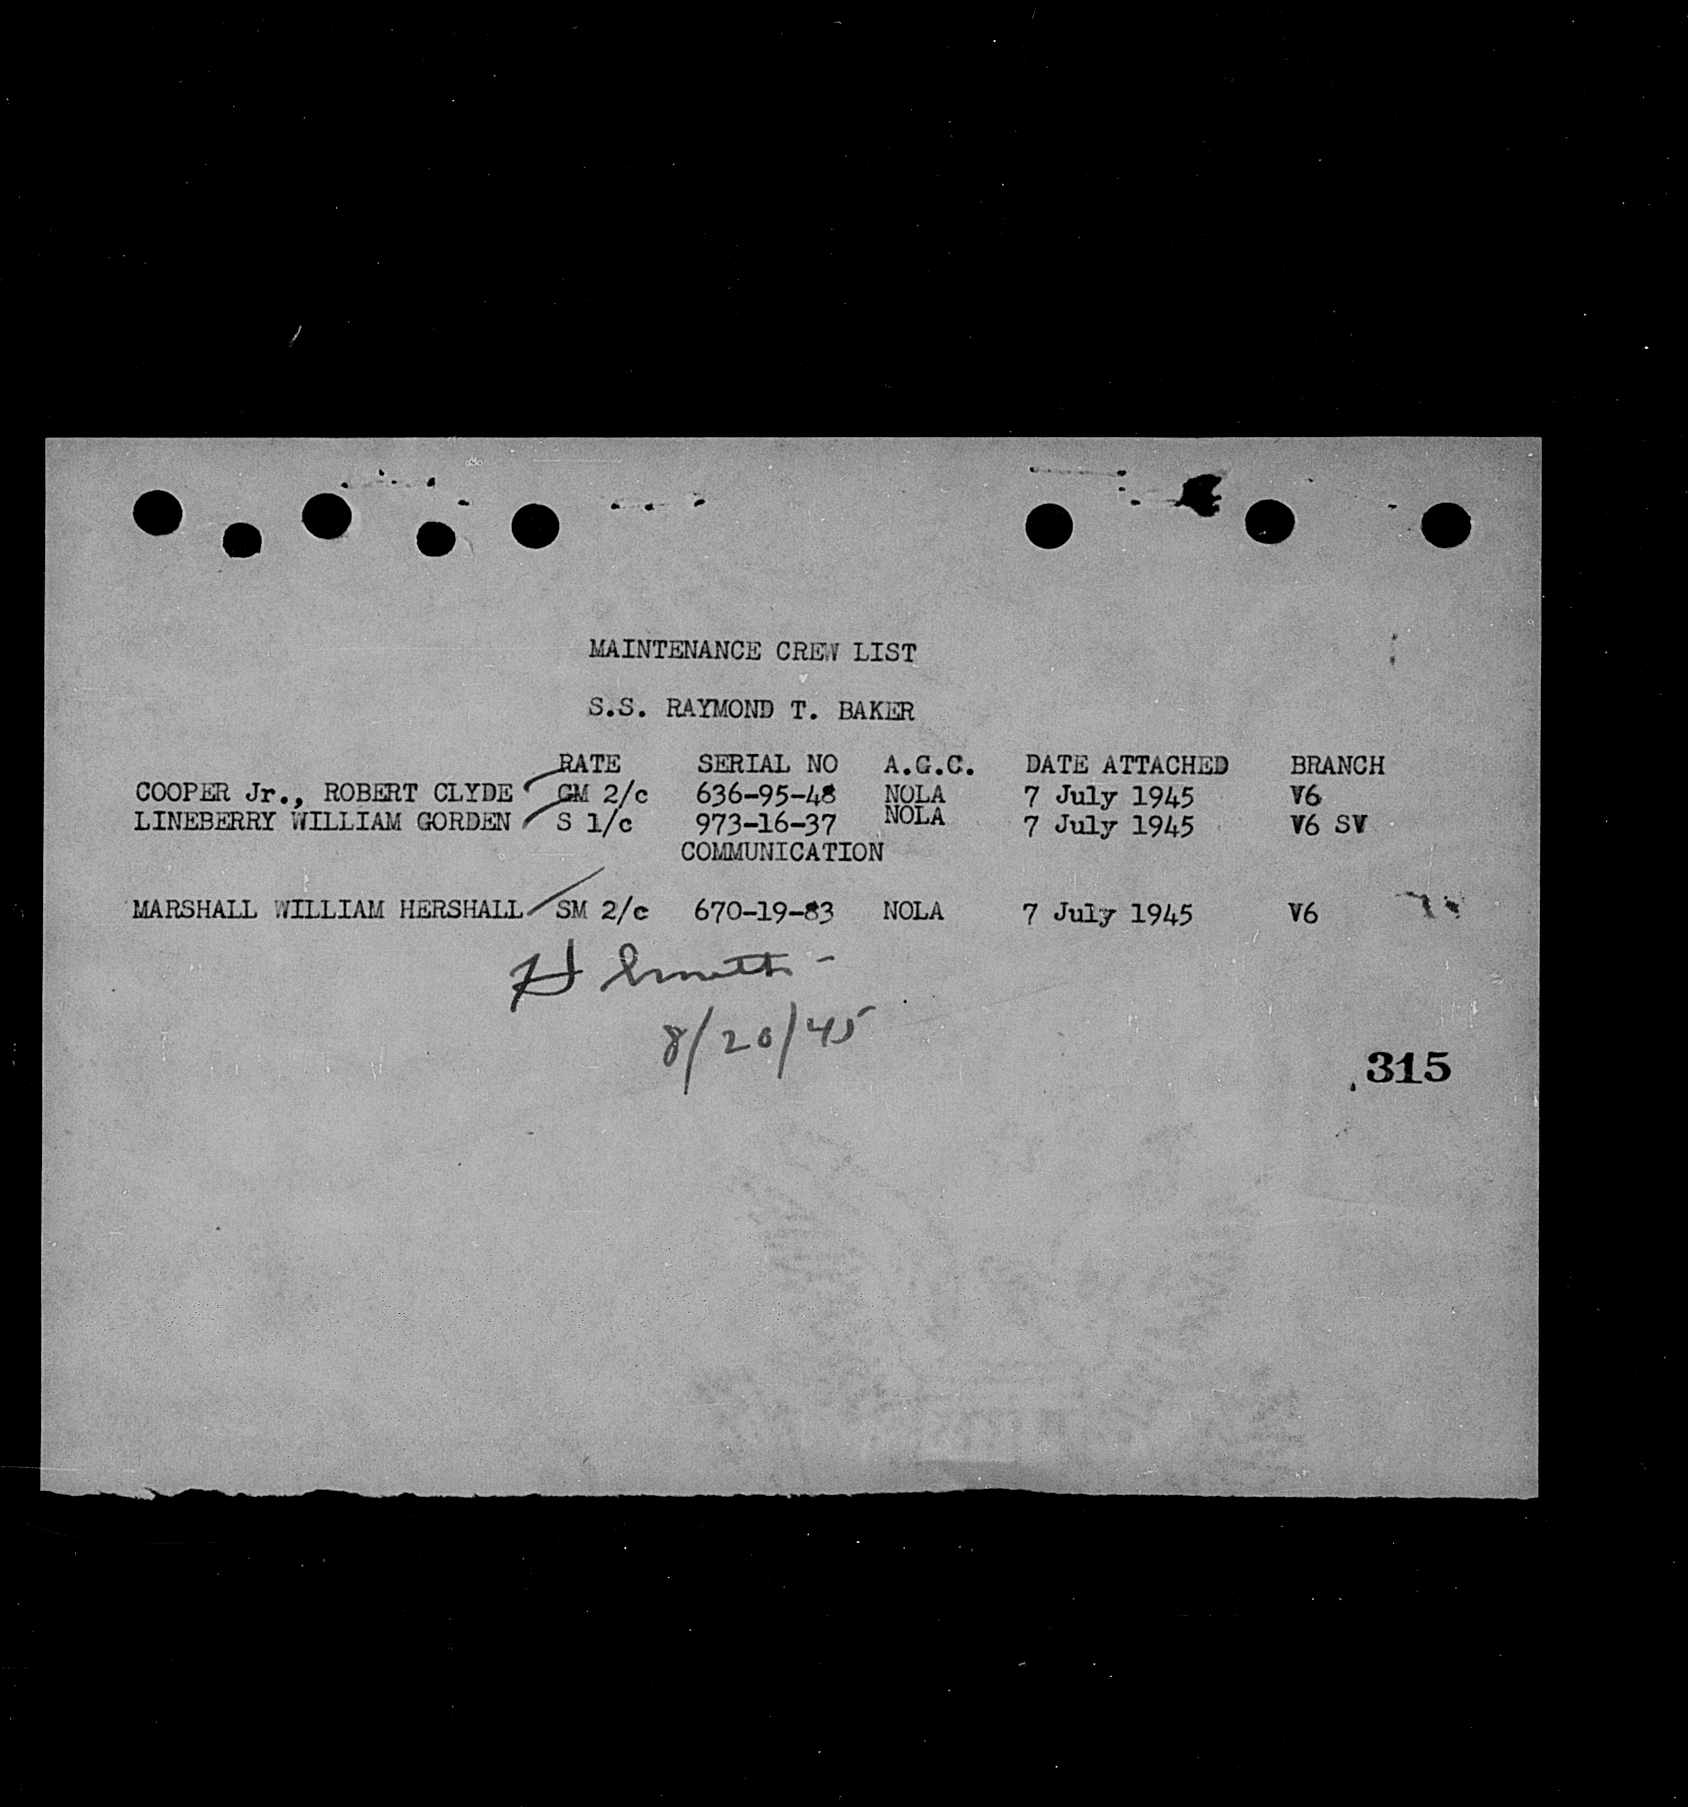 MAINTENANCE CREW LIST
S.S. RAYMOND T. BAKER
RATE SERIAL NO A.G.C. DATE ATTACHED BRANCH
COOPER Jr., ROBERT CLYDE GM 2/c 636-95-48 NOLA 7 July 1945 V6
LINEBERRY WILLIAM GORDEN S 1/c 973-16-37 NOLA 7 July 1945 V6 SV
COMMUNICATION
MARSHALL WILLIAM HERSHALL SM 2/c 670-19-83 NOLA 7 July 1945 V6
H Smith -
8/20/45
315